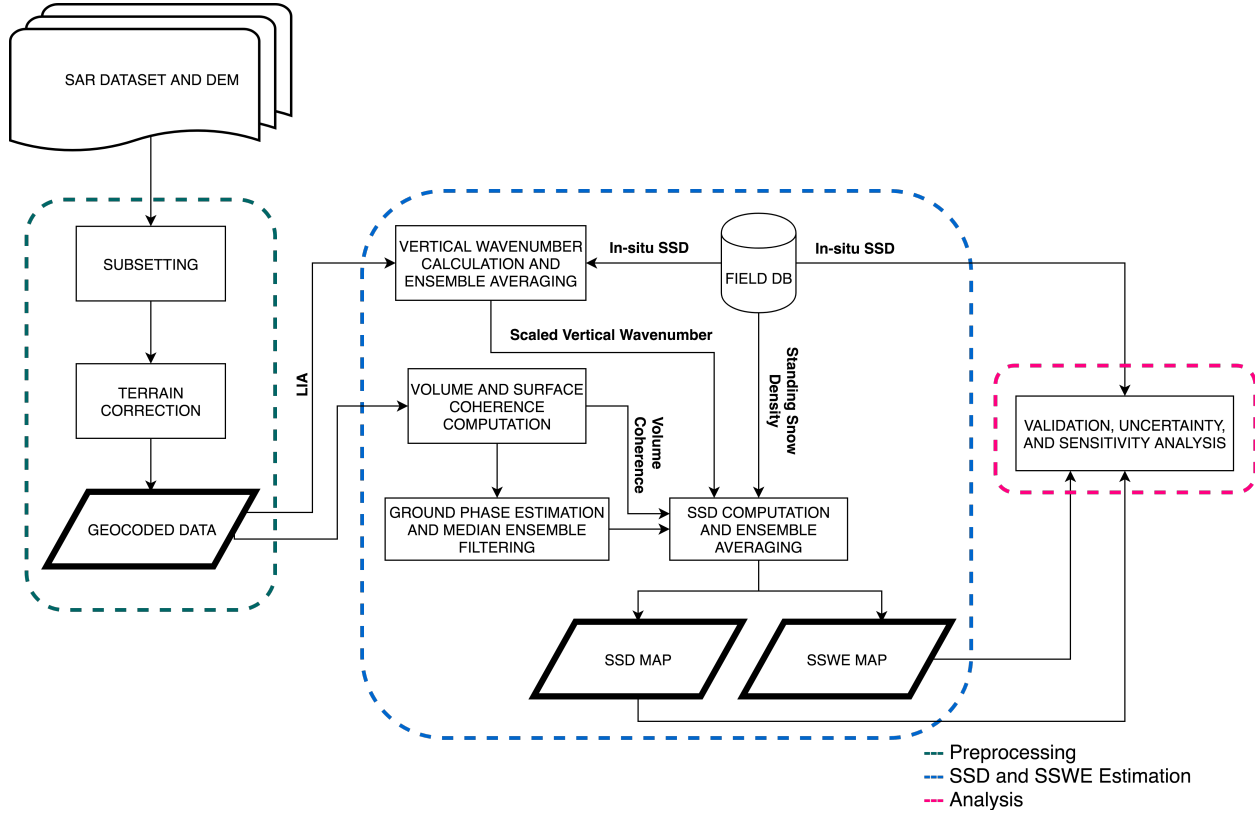 SAR DATASET AND DEM
SUBSETTING
TERRAIN
CORRECTION
GEOCODED DATA
LIA
VERTICAL WAVENUMBER
CALCULATION AND
ENSEMBLE AVERAGING
In-situ SSD
FIELD DB
In-situ SSD
Scaled Vertical Wavenumber
Standing Snow
Density
VOLUME AND SURFACE
COHERENCE
COMPUTATION
Volume
Coherence
GROUND PHASE ESTIMATION
AND MEDIAN ENSEMBLE
FILTERING
SSD COMPUTATION
AND ENSEMBLE
AVERAGING
SSD MAP
SSWE MAP
VALIDATION, UNCERTAINTY,
AND SENSITIVITY ANALYSIS
Preprocessing
SSD and SSWE Estimation
Analysis